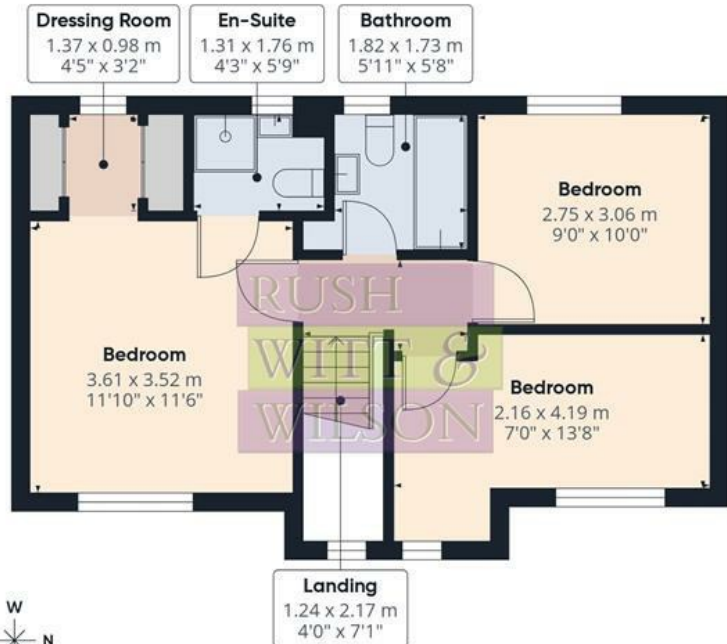 Dressing Room
1.37 x 0.98 m
4'5" x 3'2"
En-Suite
1.31 x 1.76 m
4'3" x 5'9"
Bathroom
1.82 x 1.73 m
5'11" x 5'8"
Bedroom
2.75 x 3.06 m
9'0" x 10'0"
RUSH
WITT &
WILSON
Bedroom
3.61 x 3.52 m
11'10" x 11'6"
Bedroom
2.16 x 4.19 m
7'0" x 13'8"
Landing
1.24 x 2.17 m
4'0" x 7'1"
W
N